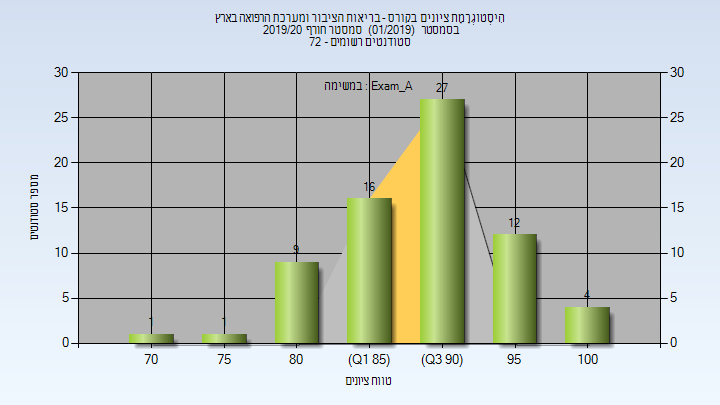 הִיסְטוֹגְרַמַת ציונים בקורס - בריאות הציבור ומערכת הרפואה בארץ
בסמסטר (01/2019) סמסטר חורף 2019/20
סטודנטים רשומים - 72
במשימה : Exam_A
מספר סטודנטים
30 30
25 25
20 20
15 15
10 10
5 5
0 0
1 1 9 16 27 12 4
70 75 80 (Q1 85) (Q3 90) 95 100
טווח ציונים